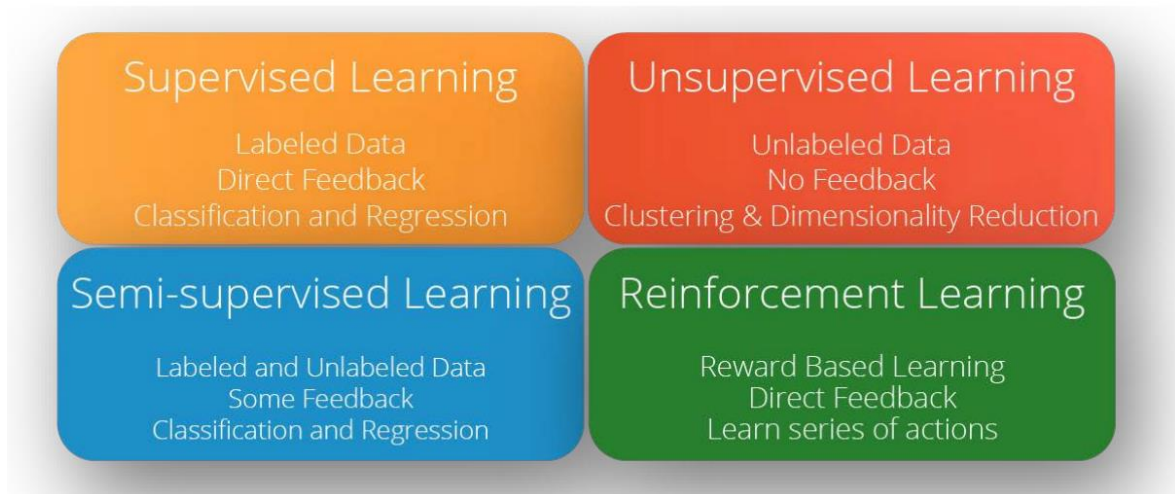 Supervised Learning
Labeled Data
Direct Feedback
Classification and Regression
Unsupervised Learning
Unlabeled Data
No Feedback
Clustering & Dimensionality Reduction
Semi-supervised Learning
Labeled and Unlabeled Data
Some Feedback
Classification and Regression
Reinforcement Learning
Reward Based Learning
Direct Feedback
Learn series of actions